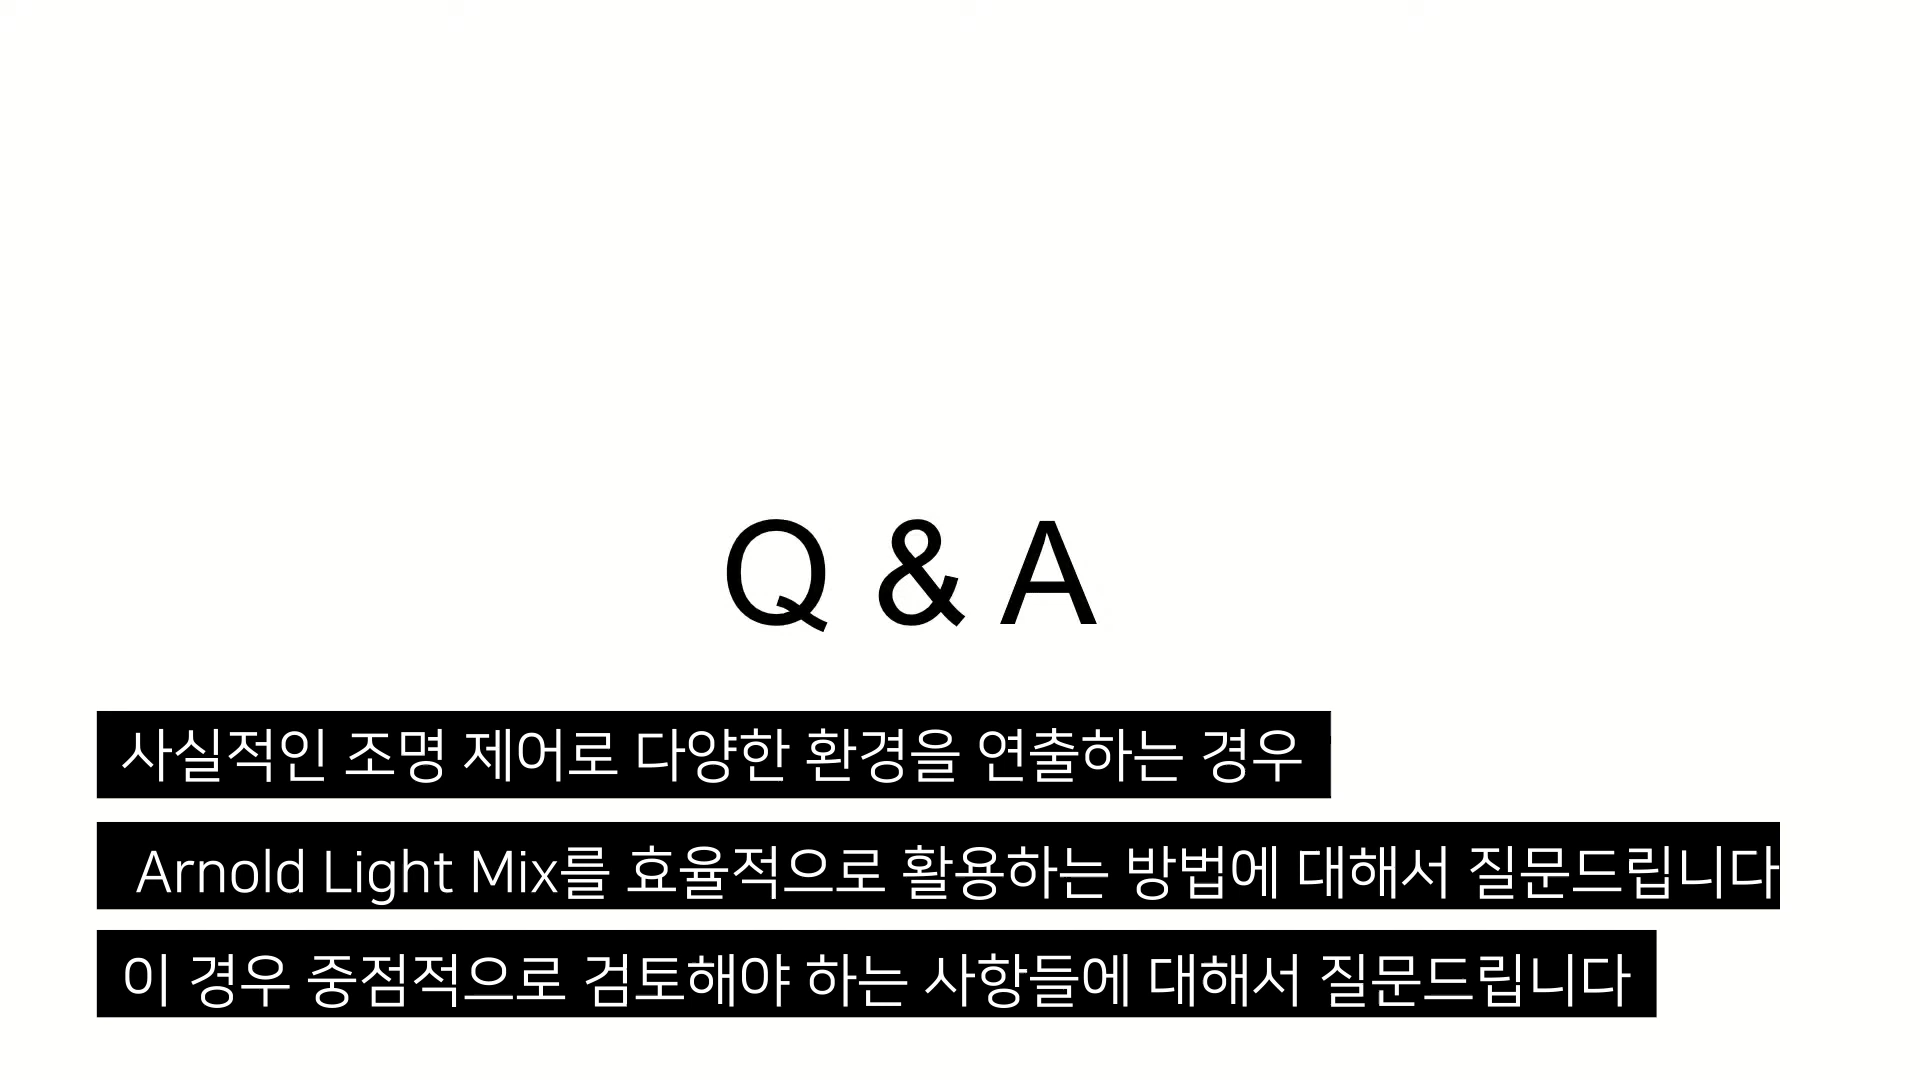 Q & A
사실적인 조명 제어로 다양한 환경을 연출하는 경우
Arnold Light Mix를 효율적으로 활용하는 방법에 대해서 질문드립니다
이 경우 중점적으로 검토해야 하는 사항들에 대해서 질문드립니다